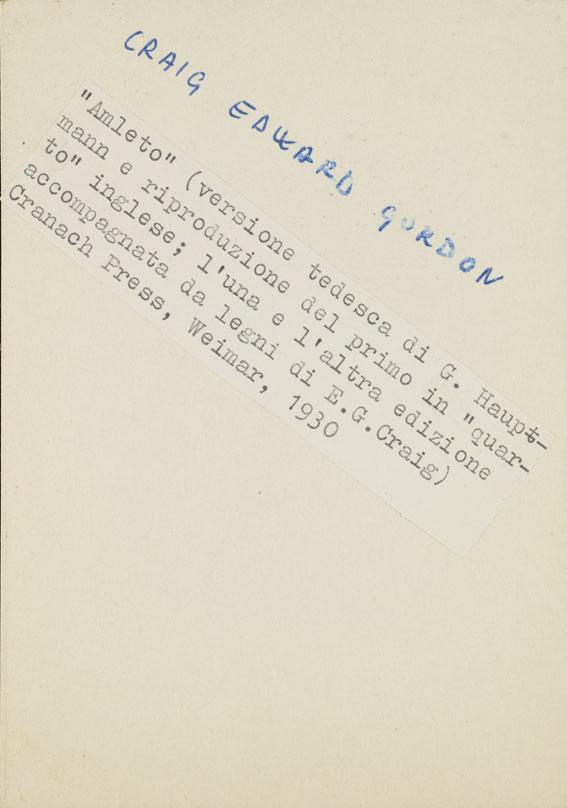 CRAIG EDWARD GORDON
"Amleto" (versione tedesca di G. Haupt-
mann e riproduzione del primo in "quar-
to" inglese; l'una e l'altra edizione
accompagnata da legni di E.G.Craig)
Cranach Press, Weimar, 1930